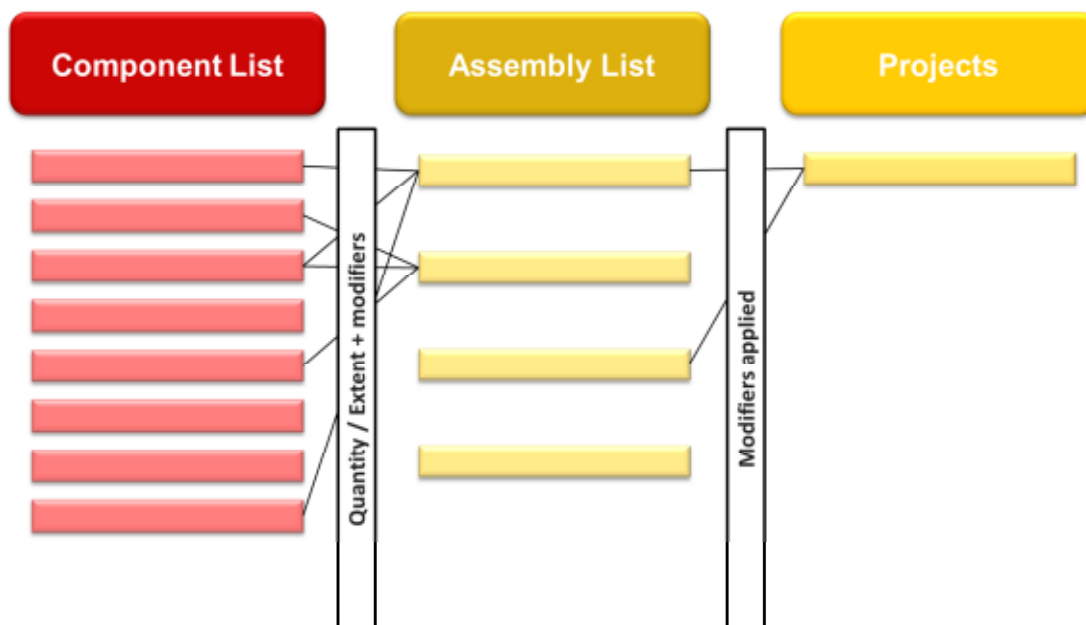 Component List
Assembly List
Projects
Quantity / Extent + modifiers
Modifiers applied